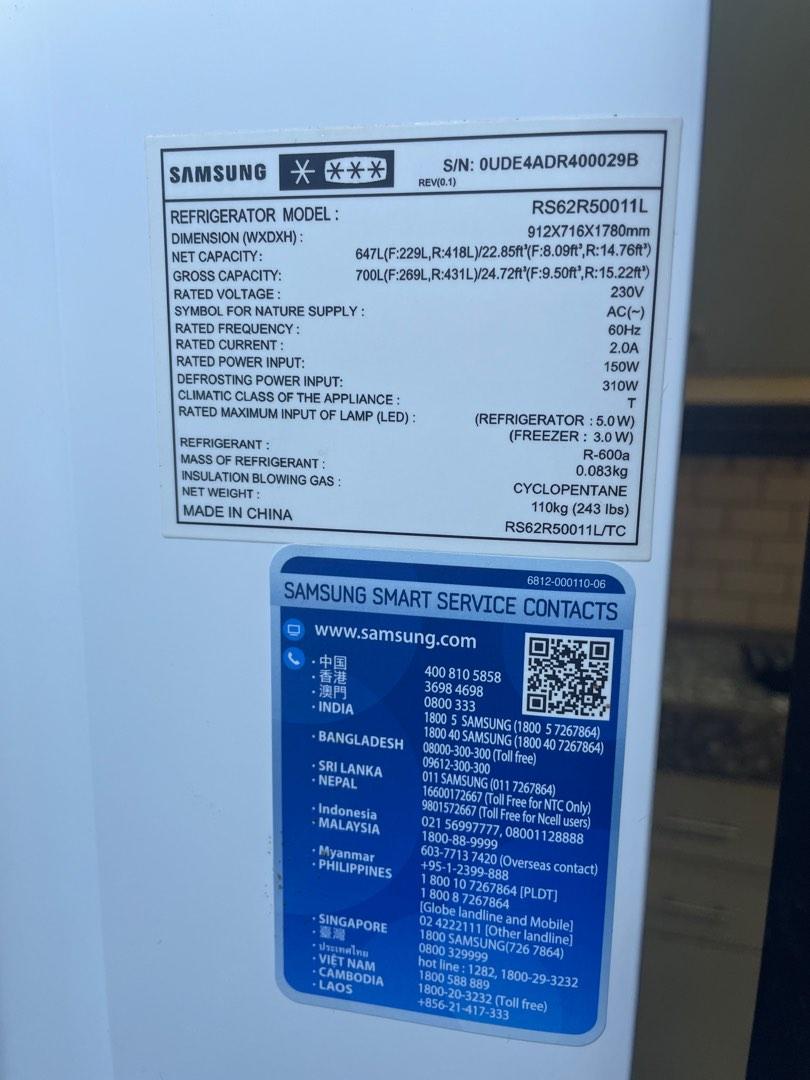 SAMSUNG
S/N: 0UDE4ADR400029B
REV(0.1)
REFRIGERATOR MODEL : RS62R50011L
DIMENSION (WXDXH): 912X716X1780mm
NET CAPACITY: 647L(F:229L,R:418L)/22.85ft³(F:8.09ft³,R:14.76ft³)
GROSS CAPACITY: 700L(F:269L,R:431L)/24.72ft³(F:9.50ft³,R:15.22ft³)
RATED VOLTAGE : 230V
SYMBOL FOR NATURE SUPPLY : AC(~)
RATED FREQUENCY : 60Hz
RATED CURRENT : 2.0A
RATED POWER INPUT: 150W
DEFROSTING POWER INPUT: 310W
CLIMATIC CLASS OF THE APPLIANCE : T
RATED MAXIMUM INPUT OF LAMP (LED) : (REFRIGERATOR : 5.0 W)
(FREEZER : 3.0 W)
REFRIGERANT : R-600a
MASS OF REFRIGERANT : 0.083kg
INSULATION BLOWING GAS : CYCLOPENTANE
NET WEIGHT : 110kg (243 lbs)
MADE IN CHINA RS62R50011L/TC
6812-000110-06
SAMSUNG SMART SERVICE CONTACTS
www.samsung.com
· 中国 400 810 5858
· 香港 3698 4698
· 澳門 0800 333
· INDIA 1800 5 SAMSUNG (1800 5 7267864)
1800 40 SAMSUNG (1800 40 7267864)
· BANGLADESH 08000-300-300 (Toll free)
09612-300-300
· SRI LANKA 011 SAMSUNG (011 7267864)
· NEPAL 16600172667 (Toll Free for NTC Only)
9801572667 (Toll Free for Ncell users)
· Indonesia 021 56997777, 08001128888
· MALAYSIA 1800-88-9999
603-7713 7420 (Overseas contact)
· Myanmar +95-1-2399-888
· PHILIPPINES 1 800 10 7267864 [PLDT]
1 800 8 7267864
[Globe landline and Mobile]
02 4222111 [Other landline]
· SINGAPORE 1800 SAMSUNG(726 7864)
· 臺灣 0800 329999
· ประเทศไทย hot line : 1282, 1800-29-3232
· VIỆT NAM 1800 588 889
· CAMBODIA 1800-20-3232 (Toll free)
· LAOS +856-21-417-333